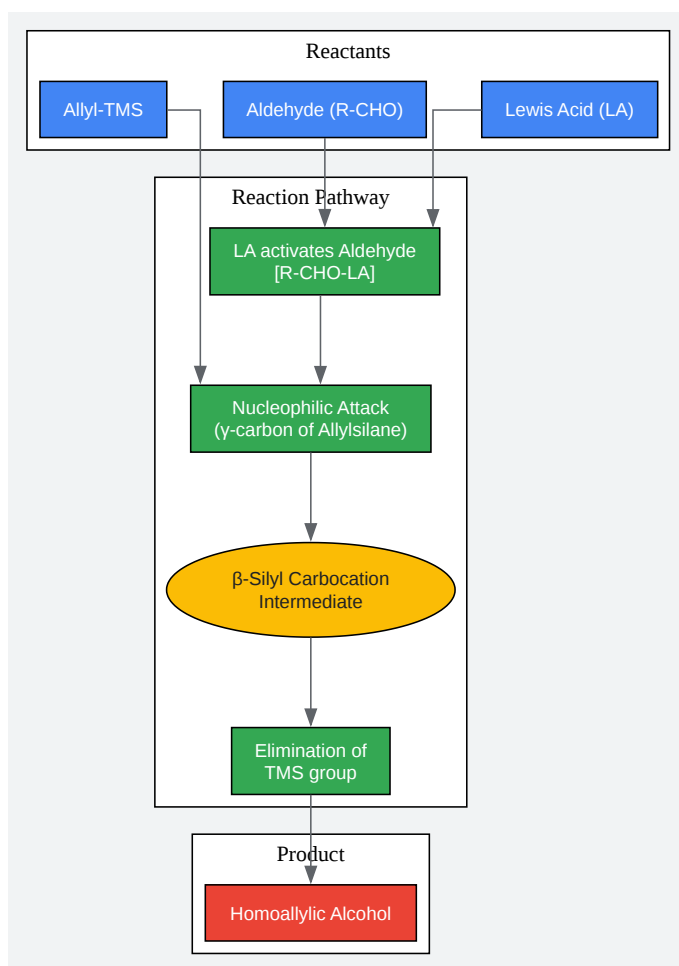 Reactants
Allyl-TMS
Aldehyde (R-CHO)
Lewis Acid (LA)
Reaction Pathway
LA activates Aldehyde
[R-CHO-LA]
Nucleophilic Attack
(γ-carbon of Allylsilane)
β-Silyl Carbocation
Intermediate
Elimination of
TMS group
Product
Homoallylic Alcohol